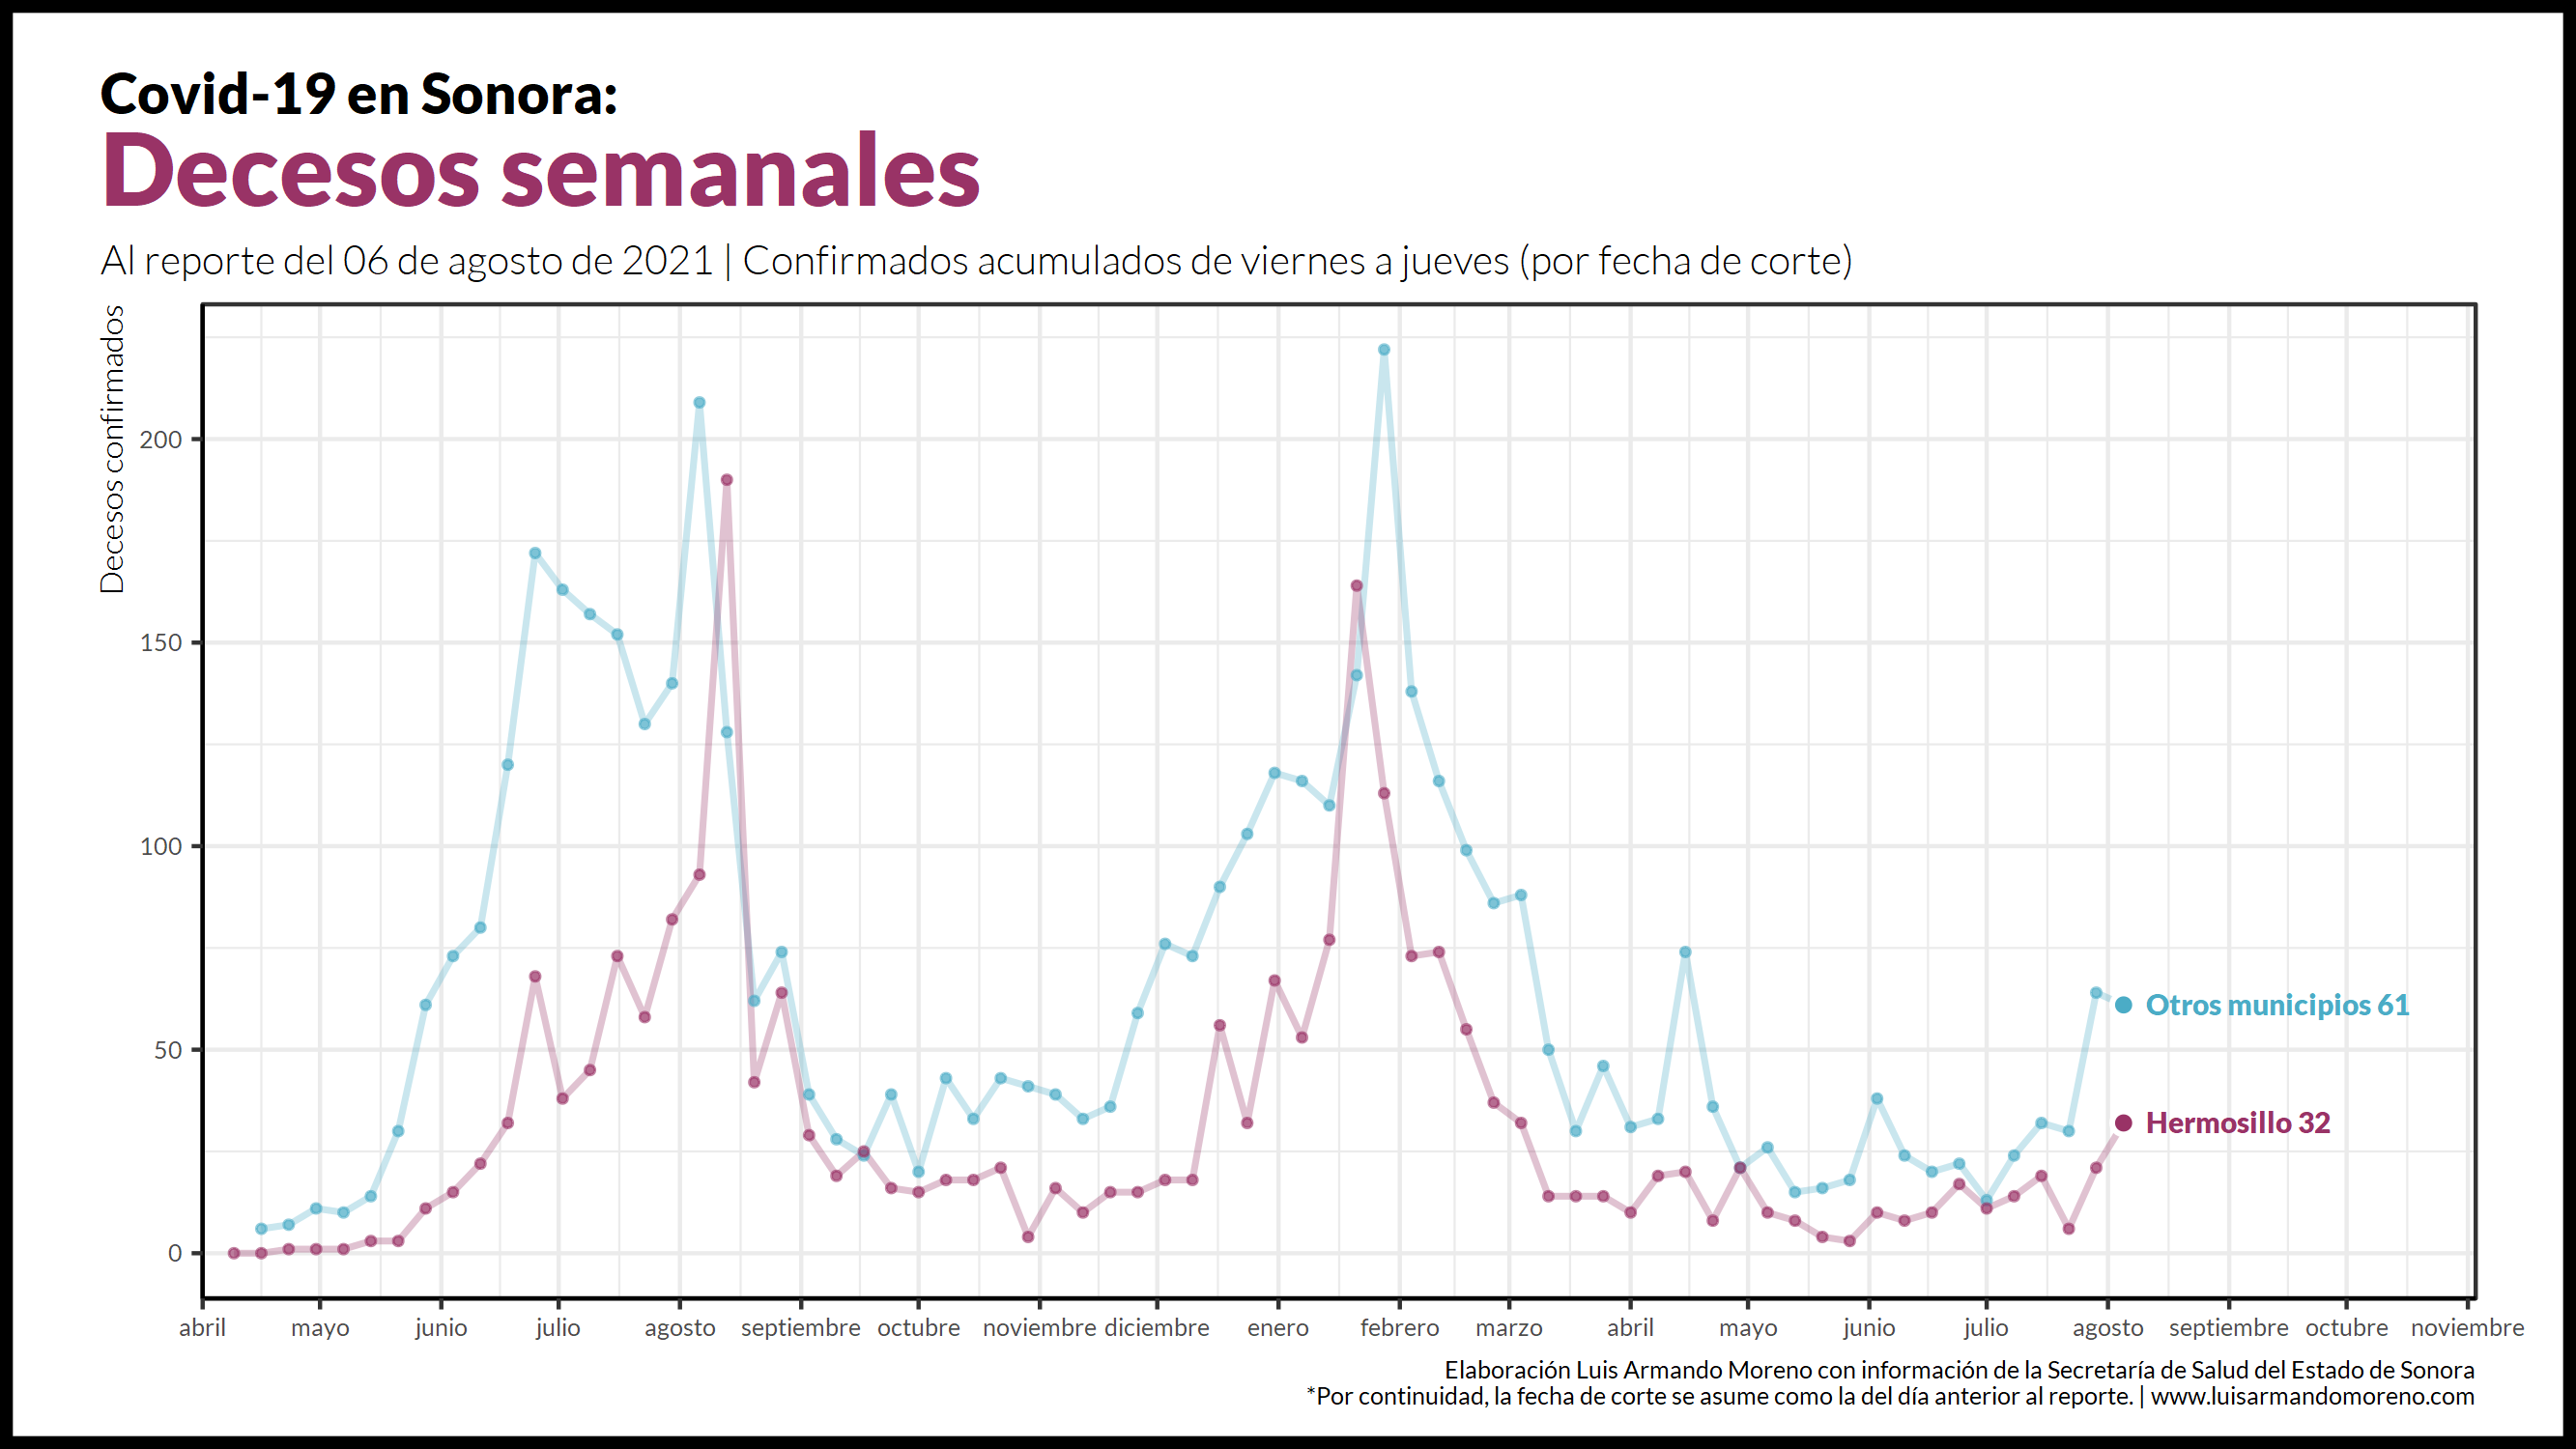 Covid-19 en Sonora:
Decesos semanales
Al reporte del 06 de agosto de 2021 | Confirmados acumulados de viernes a jueves (por fecha de corte)
Decesos confirmados
200
150
100
50
0
Otros municipios 61
Hermosillo 32
abril mayo junio julio agosto septiembre octubre noviembre diciembre enero febrero marzo abril mayo junio julio agosto septiembre octubre noviembre
Elaboración Luis Armando Moreno con información de la Secretaría de Salud del Estado de Sonora
*Por continuidad, la fecha de corte se asume como la del día anterior al reporte. | www.luisarmandomoreno.com